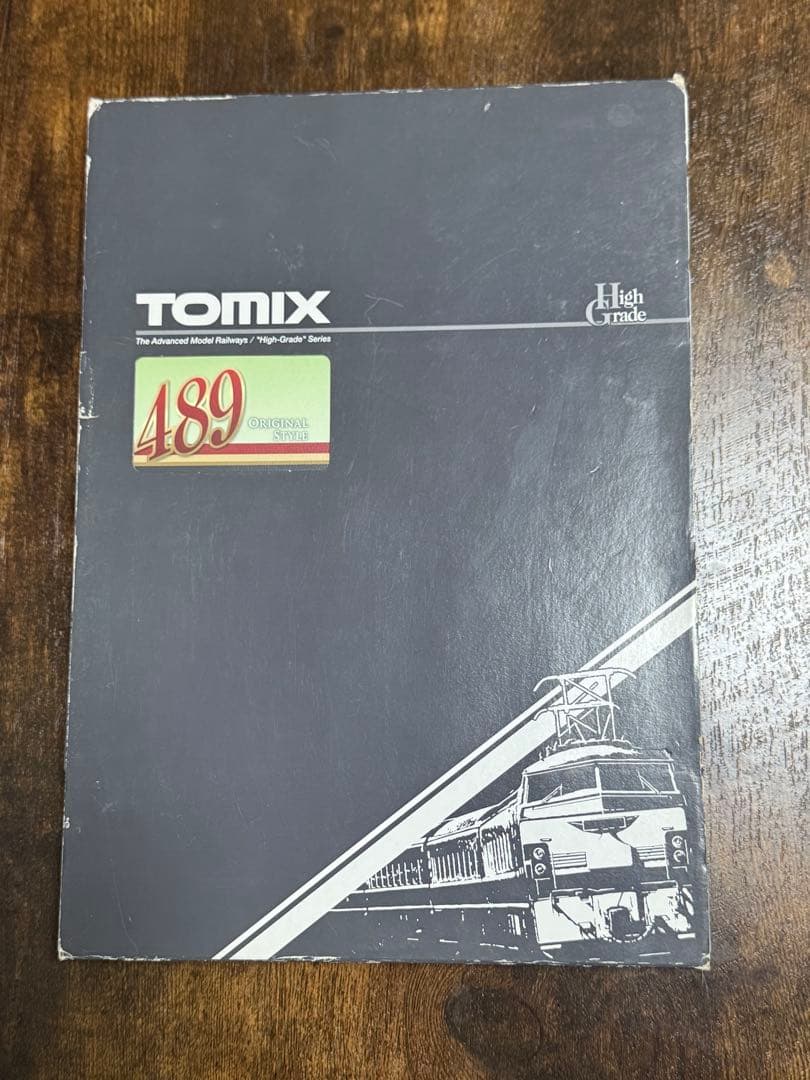 TOMIX
High
Grade
The Advanced Model Railways / "High-Grade" Series
489
ORIGINAL
STYLE